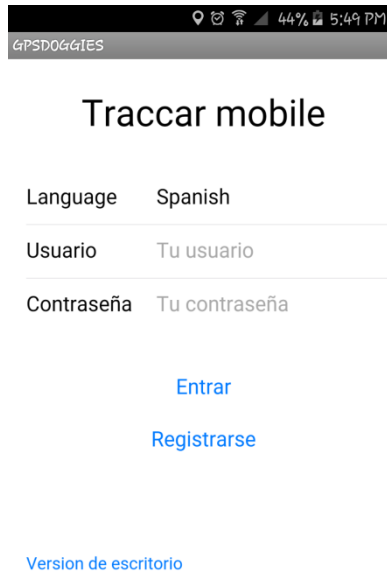 44% 5:49 PM
GPSDOGGIES
Traccar mobile
Language Spanish
Usuario Tu usuario
Contraseña Tu contraseña
Entrar
Registrarse
Version de escritorio